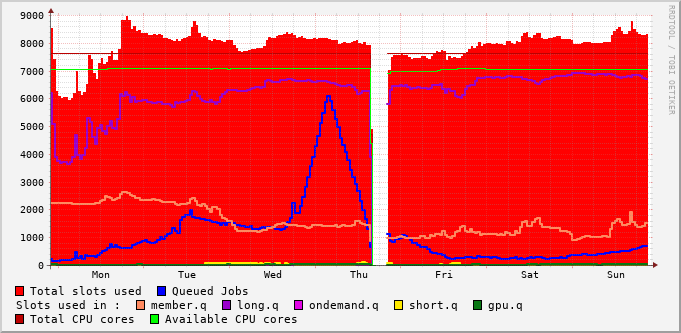 RRDTOOL / TOBI OETIKER
9000
8000
7000
6000
5000
4000
3000
2000
1000
0
Mon Tue Wed Thu Fri Sat Sun
Total slots used Queued Jobs
Slots used in : member.q long.q ondemand.q short.q gpu.q
Total CPU cores Available CPU cores